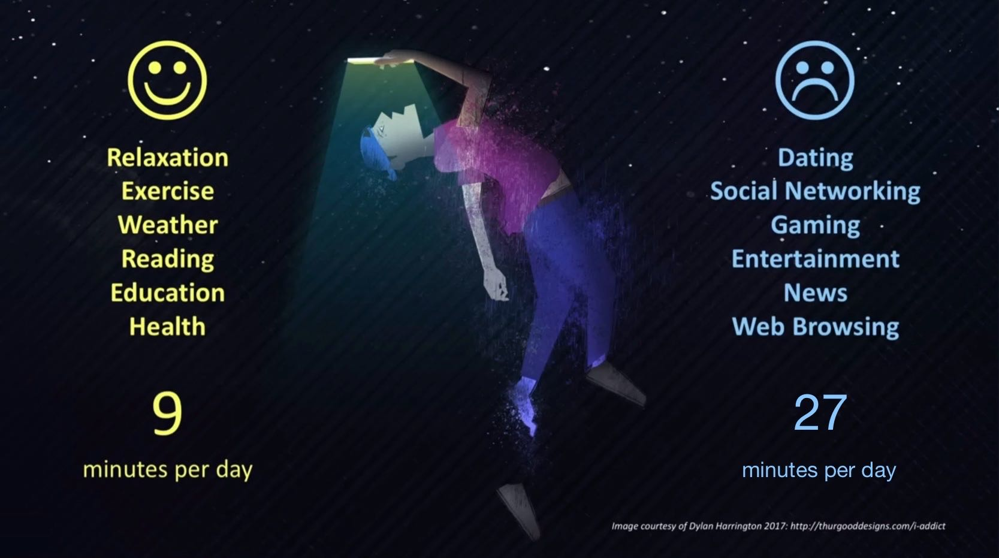 Relaxation
Exercise
Weather
Reading
Education
Health
9
minutes per day
Dating
Social Networking
Gaming
Entertainment
News
Web Browsing
27
minutes per day
Image courtesy of Dylan Harrington 2017: http://thurgooddesigns.com/i-addict